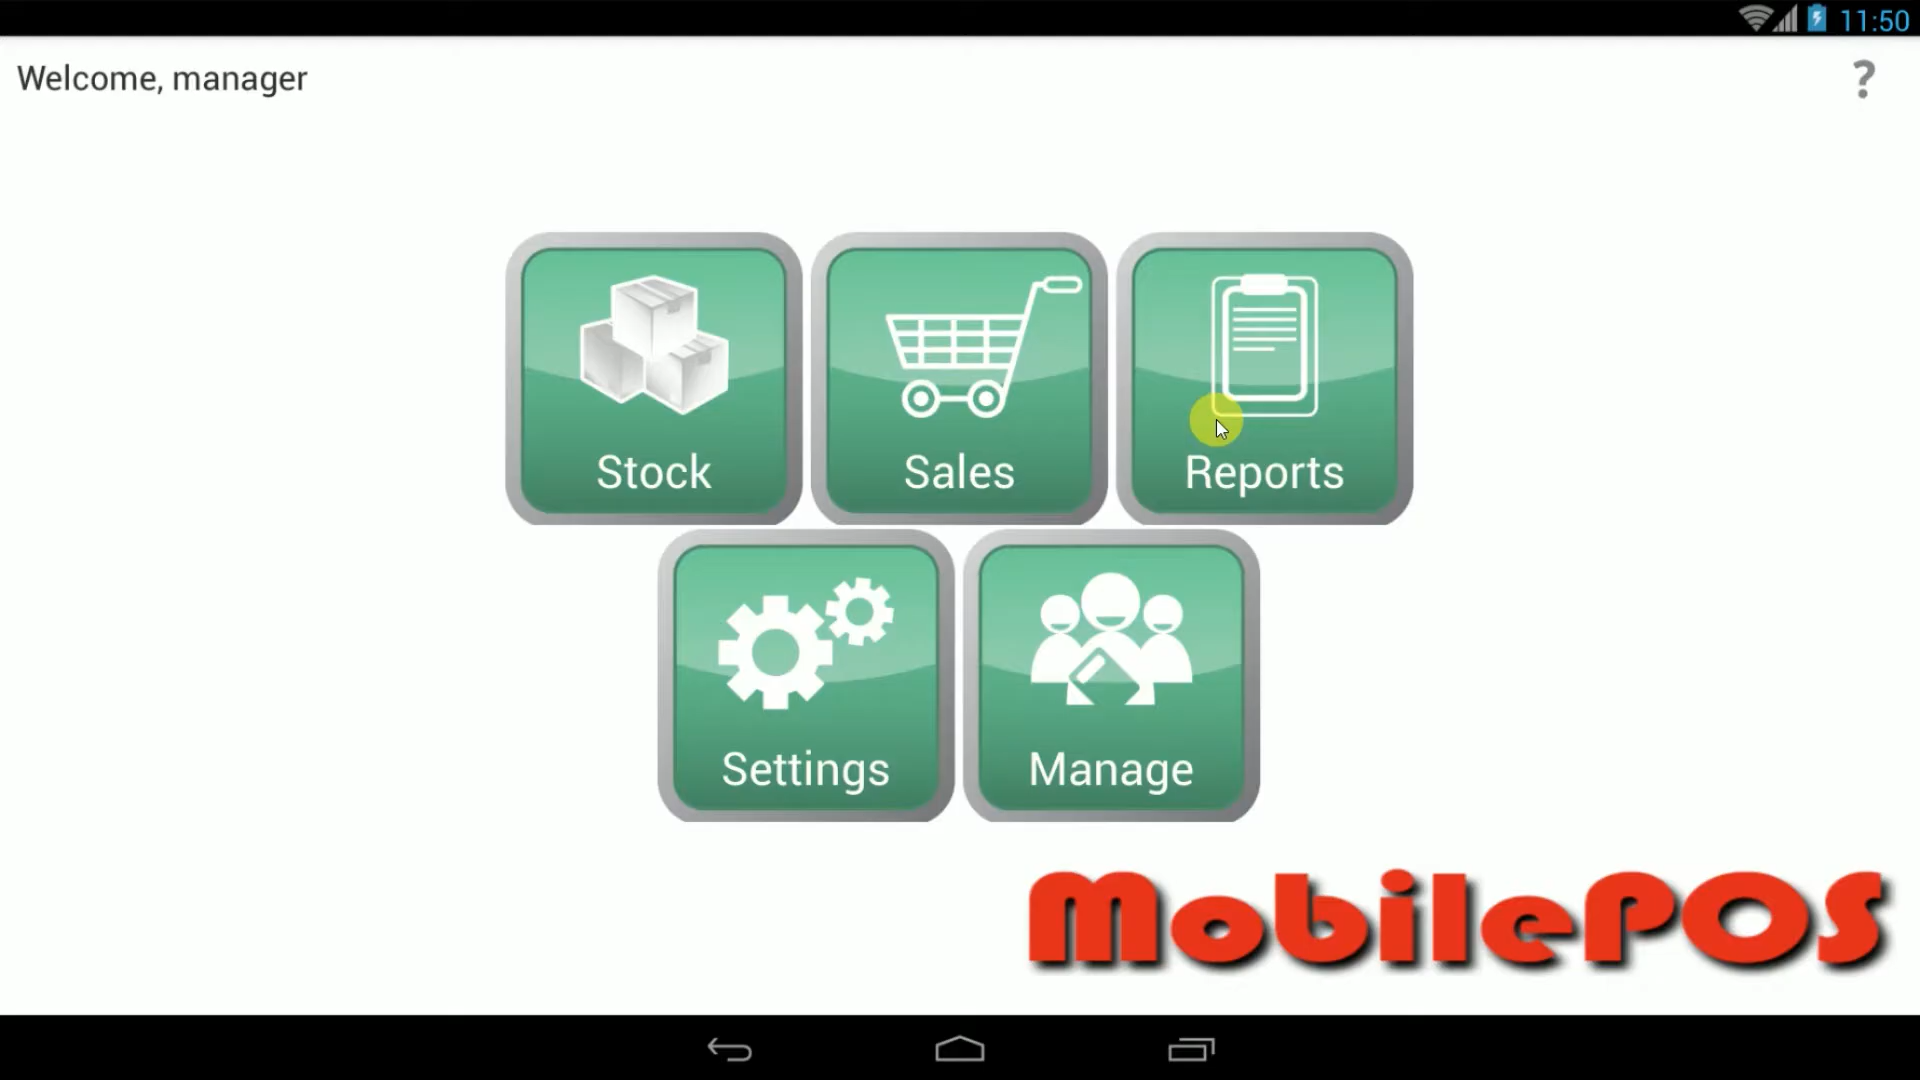 11:50
Welcome, manager
?
Stock
Sales
Reports
Settings
Manage
MobilePOS